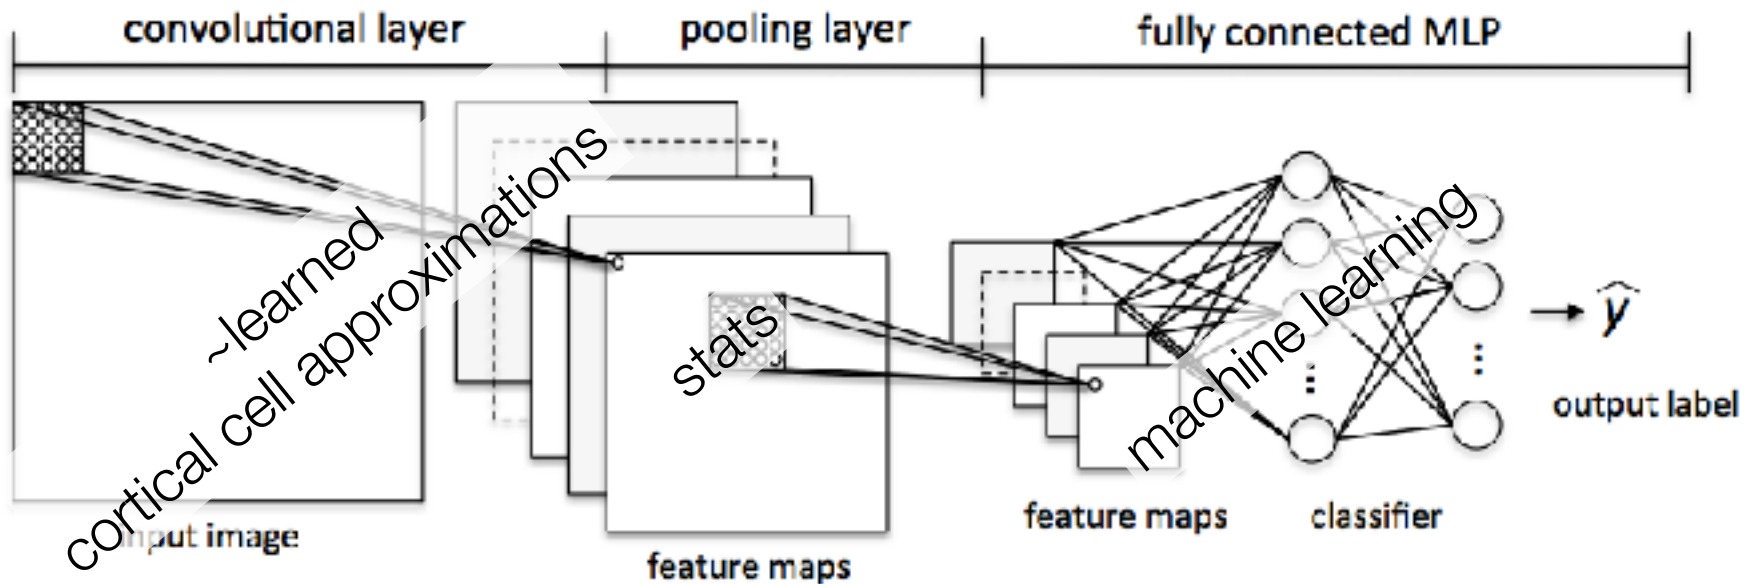 convolutional layer
pooling layer
fully connected MLP
~learned
cortical cell approximations
stats
machine learning
ŷ
output label
input image
feature maps
feature maps
classifier